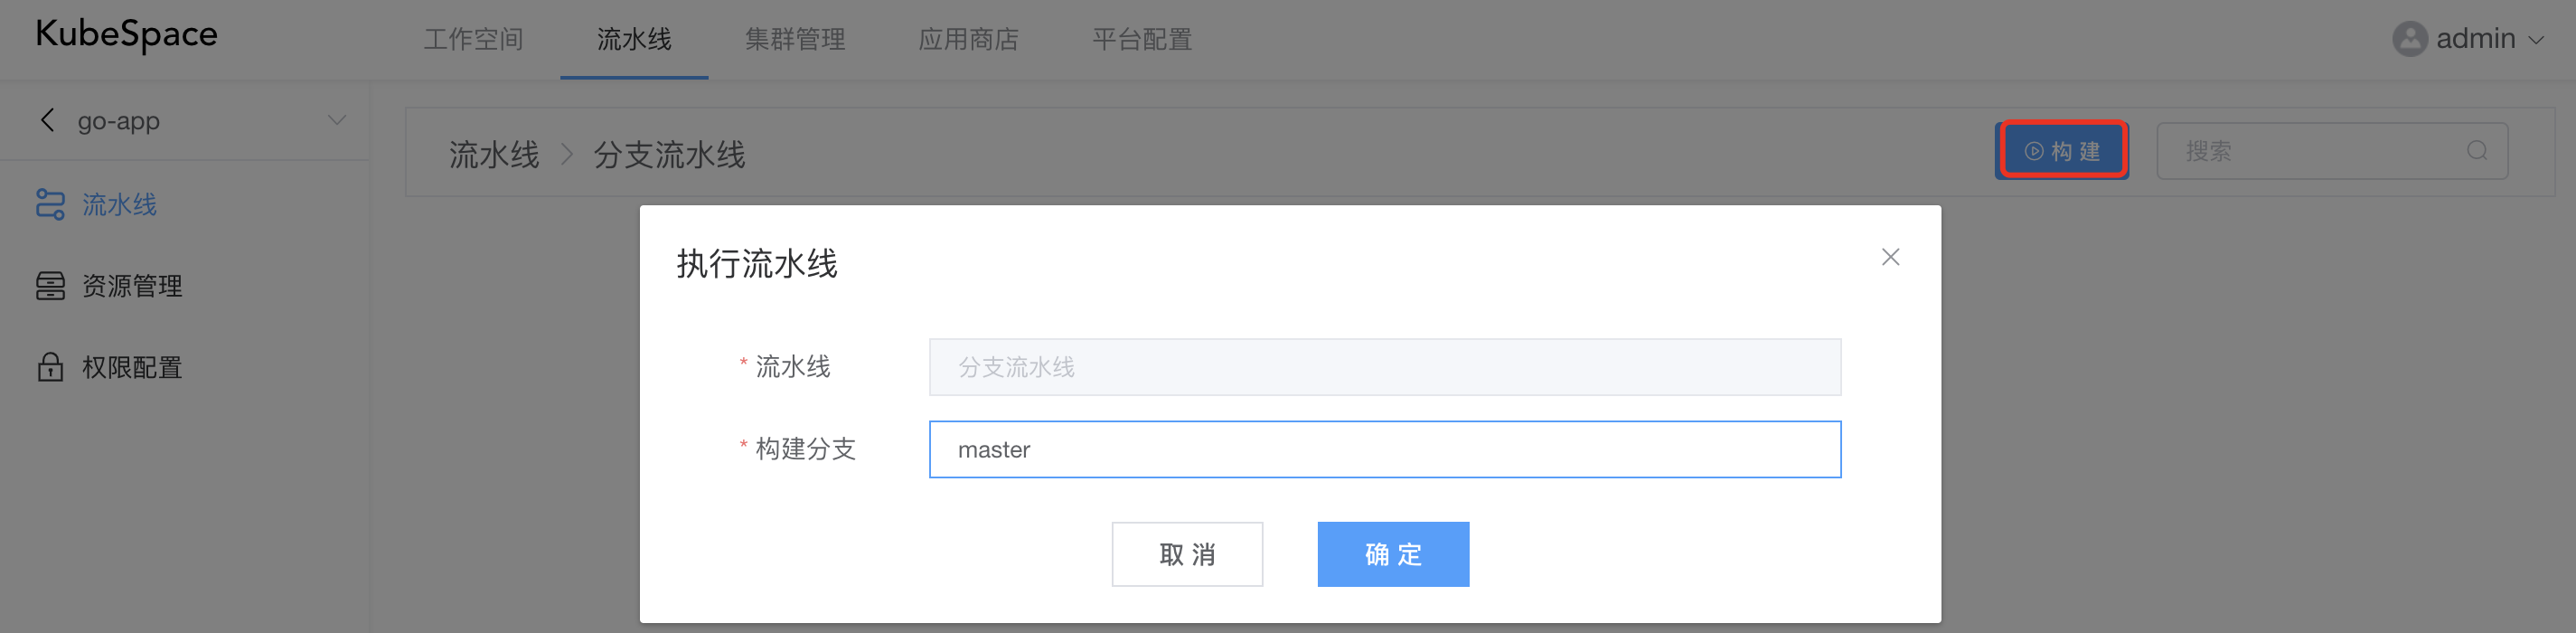 KubeSpace 工作空间 流水线 集群管理 应用商店 平台配置 admin
go-app
流水线 > 分支流水线 构建 搜索
流水线
资源管理
权限配置
执行流水线
* 流水线 分支流水线
* 构建分支 master
取消 确定